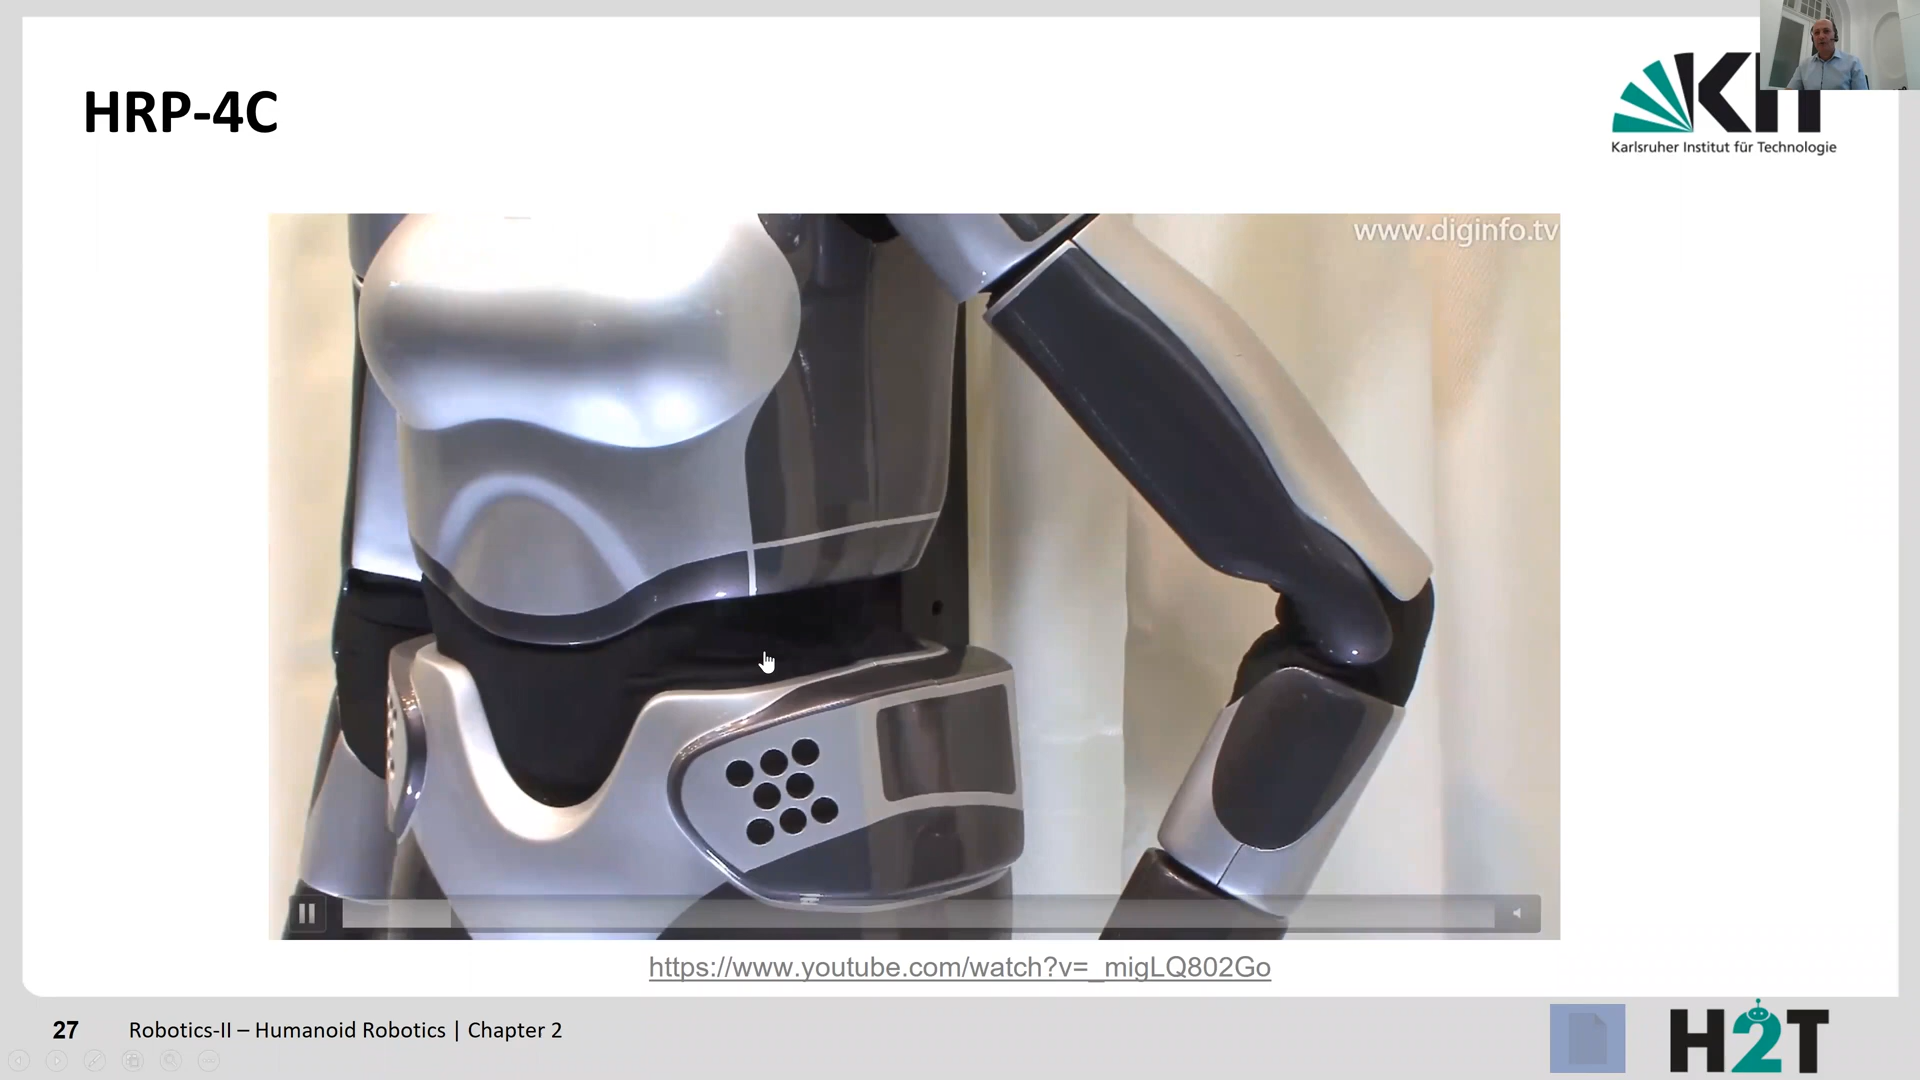 HRP-4C
KIT
Karlsruher Institut für Technologie
www.diginfo.tv
https://www.youtube.com/watch?v=_migLQ802Go
27
Robotics-II – Humanoid Robotics | Chapter 2
H2T